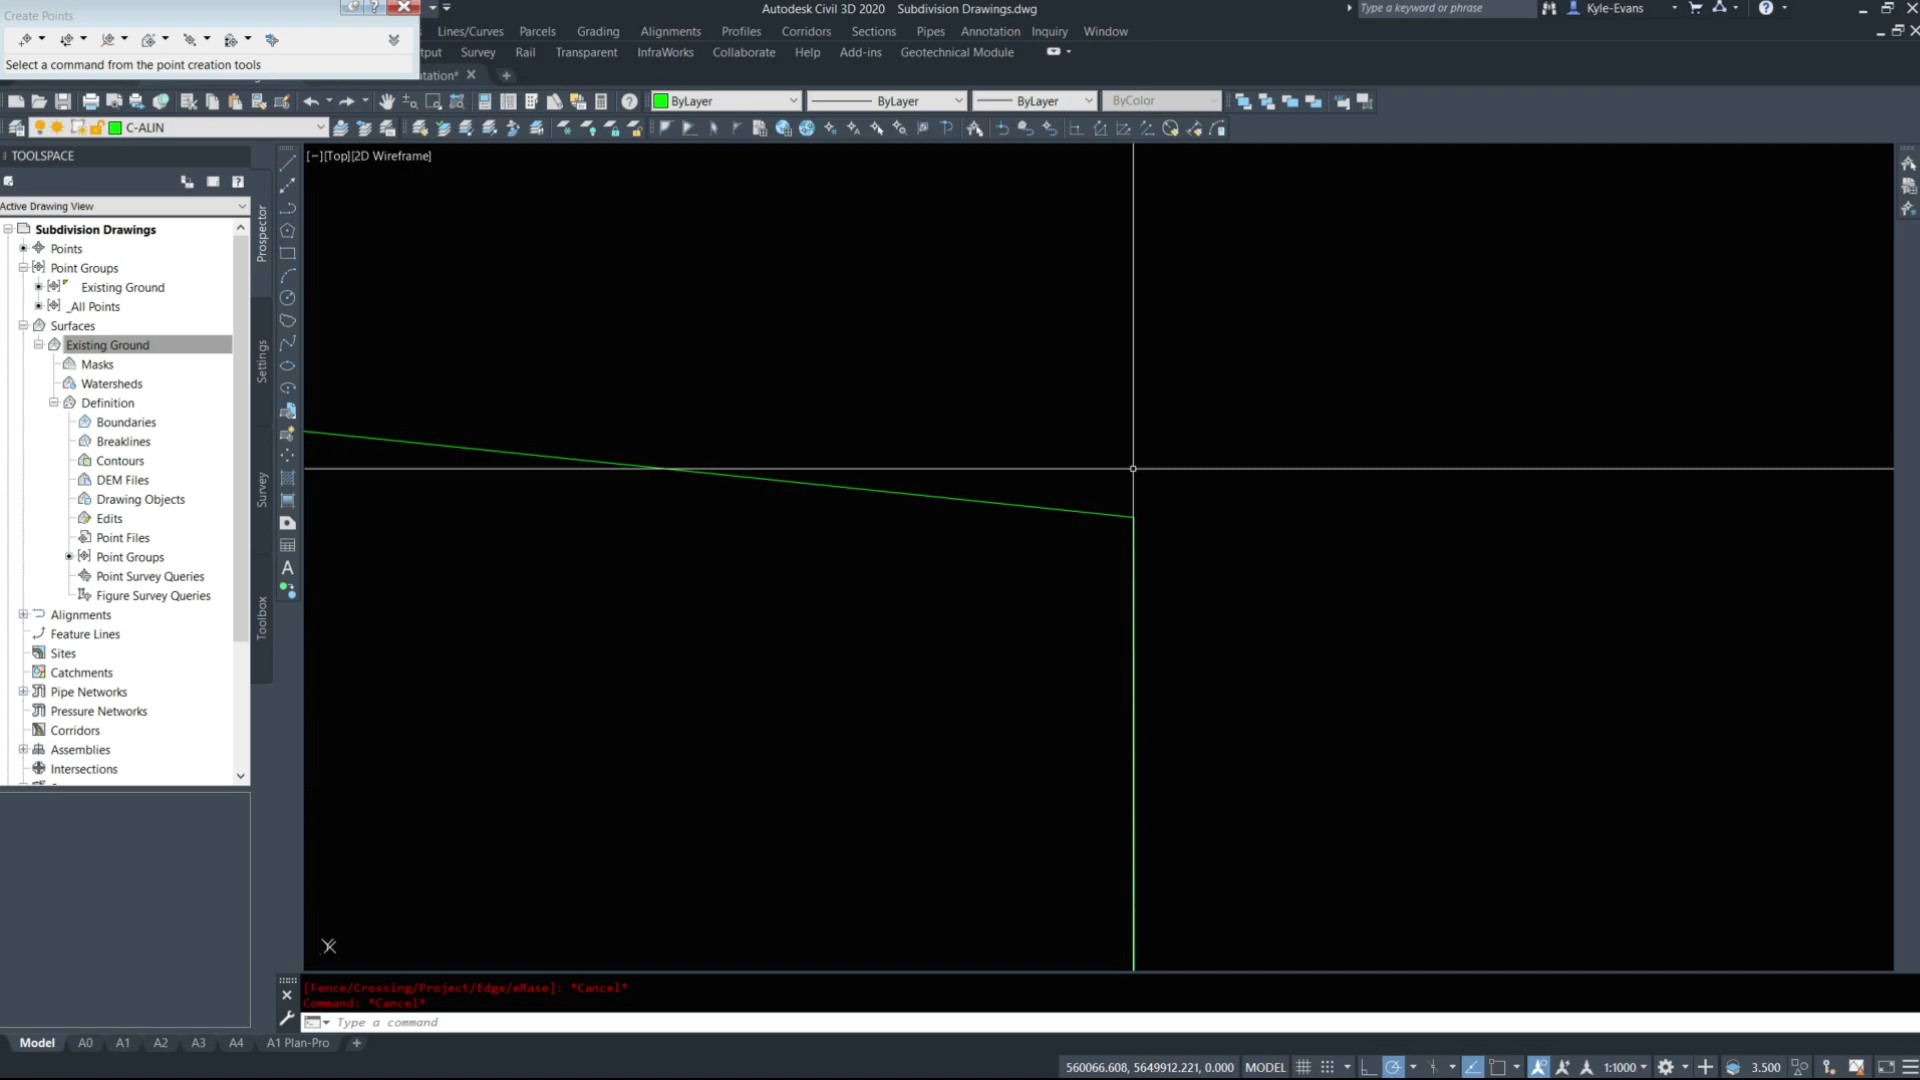 Create Points
Select a command from the point creation tools
Autodesk Civil 3D 2020 Subdivision Drawings.dwg
Type a keyword or phrase
Kyle-Evans
Lines/Curves Parcels Grading Alignments Profiles Corridors Sections Pipes Annotation Inquiry Window
tput Survey Rail Transparent InfraWorks Collaborate Help Add-ins Geotechnical Module
tation*
ByLayer ByLayer ByLayer ByColor
C-ALIN
TOOLSPACE
Active Drawing View
Subdivision Drawings
Points
Point Groups
Existing Ground
_All Points
Surfaces
Existing Ground
Masks
Watersheds
Definition
Boundaries
Breaklines
Contours
DEM Files
Drawing Objects
Edits
Point Files
Point Groups
Point Survey Queries
Figure Survey Queries
Alignments
Feature Lines
Sites
Catchments
Pipe Networks
Pressure Networks
Corridors
Assemblies
Intersections
Prospector
Settings
Survey
Toolbox
[−][Top][2D Wireframe]
A
[Fence/Crossing/Project/Edge/eRase]: *Cancel*
Command: *Cancel*
Type a command
Model A0 A1 A2 A3 A4 A1 Plan-Pro +
560066.608, 5649912.221, 0.000 MODEL 1:1000 3.500